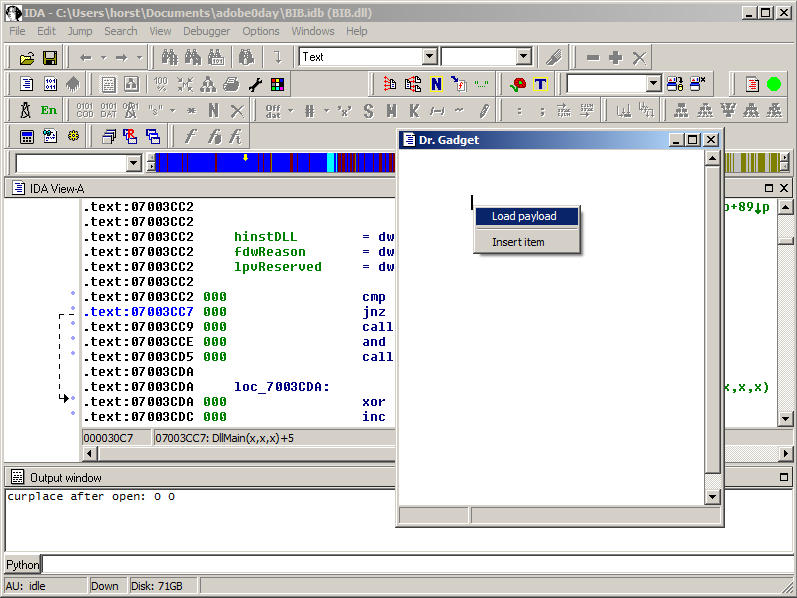 IDA - C:\Users\horst\Documents\adobe0day\BIB.idb (BIB.dll)
File Edit Jump Search View Debugger Options Windows Help
Text
En
Dr. Gadget
Load payload
Insert item
IDA View-A
.text:07003CC2
.text:07003CC2
.text:07003CC2 hinstDLL = dw
.text:07003CC2 fdwReason = dw
.text:07003CC2 lpvReserved = dw
.text:07003CC2
.text:07003CC2 000 cmp
.text:07003CC7 000 jnz
.text:07003CC9 000 call
.text:07003CCE 000 and
.text:07003CD5 000 call
.text:07003CDA
.text:07003CDA loc_7003CDA: x,x,x)
.text:07003CDA 000 xor
.text:07003CDC 000 inc
000030C7 07003CC7: DllMain(x,x,x)+5
Output window
curplace after open: 0 0
Python
AU: idle Down Disk: 71GB